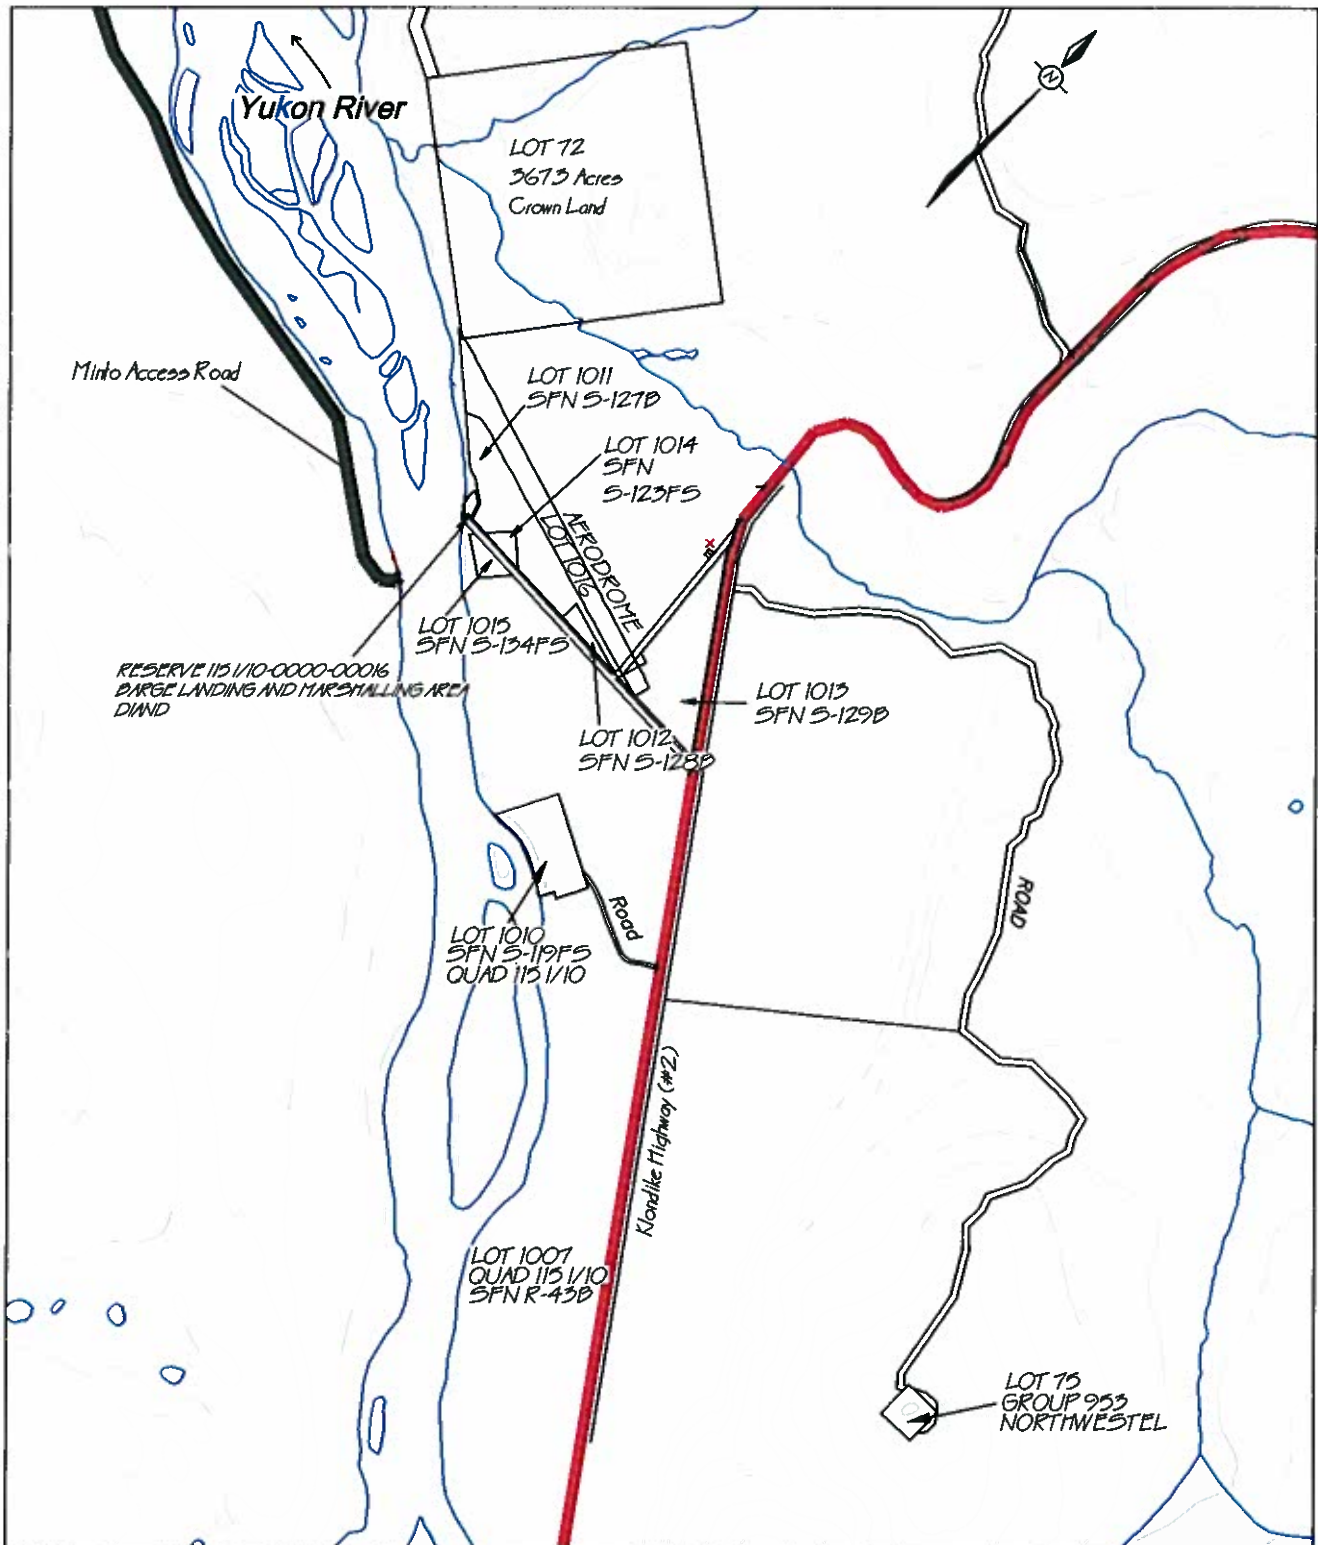 N
Yukon River
LOT 72
367.3 Acres
Crown Land
Minto Access Road
LOT 1011
SFN S-127B
LOT 1014
SFN
S-123FS
AERODROME
LOT 1016
LOT 1015
SFN S-134FS
RESERVE 115 I/10-0000-00016
BARGE LANDING AND MARSHALLING AREA
DIAND
LOT 1013
SFN S-129B
LOT 1012
SFN S-128B
Road
ROAD
LOT 1010
SFN S-119FS
QUAD 115 I/10
Klondike Highway (#2)
LOT 1007
QUAD 115 I/10
SFN R-43B
LOT 75
GROUP 953
NORTHWESTEL